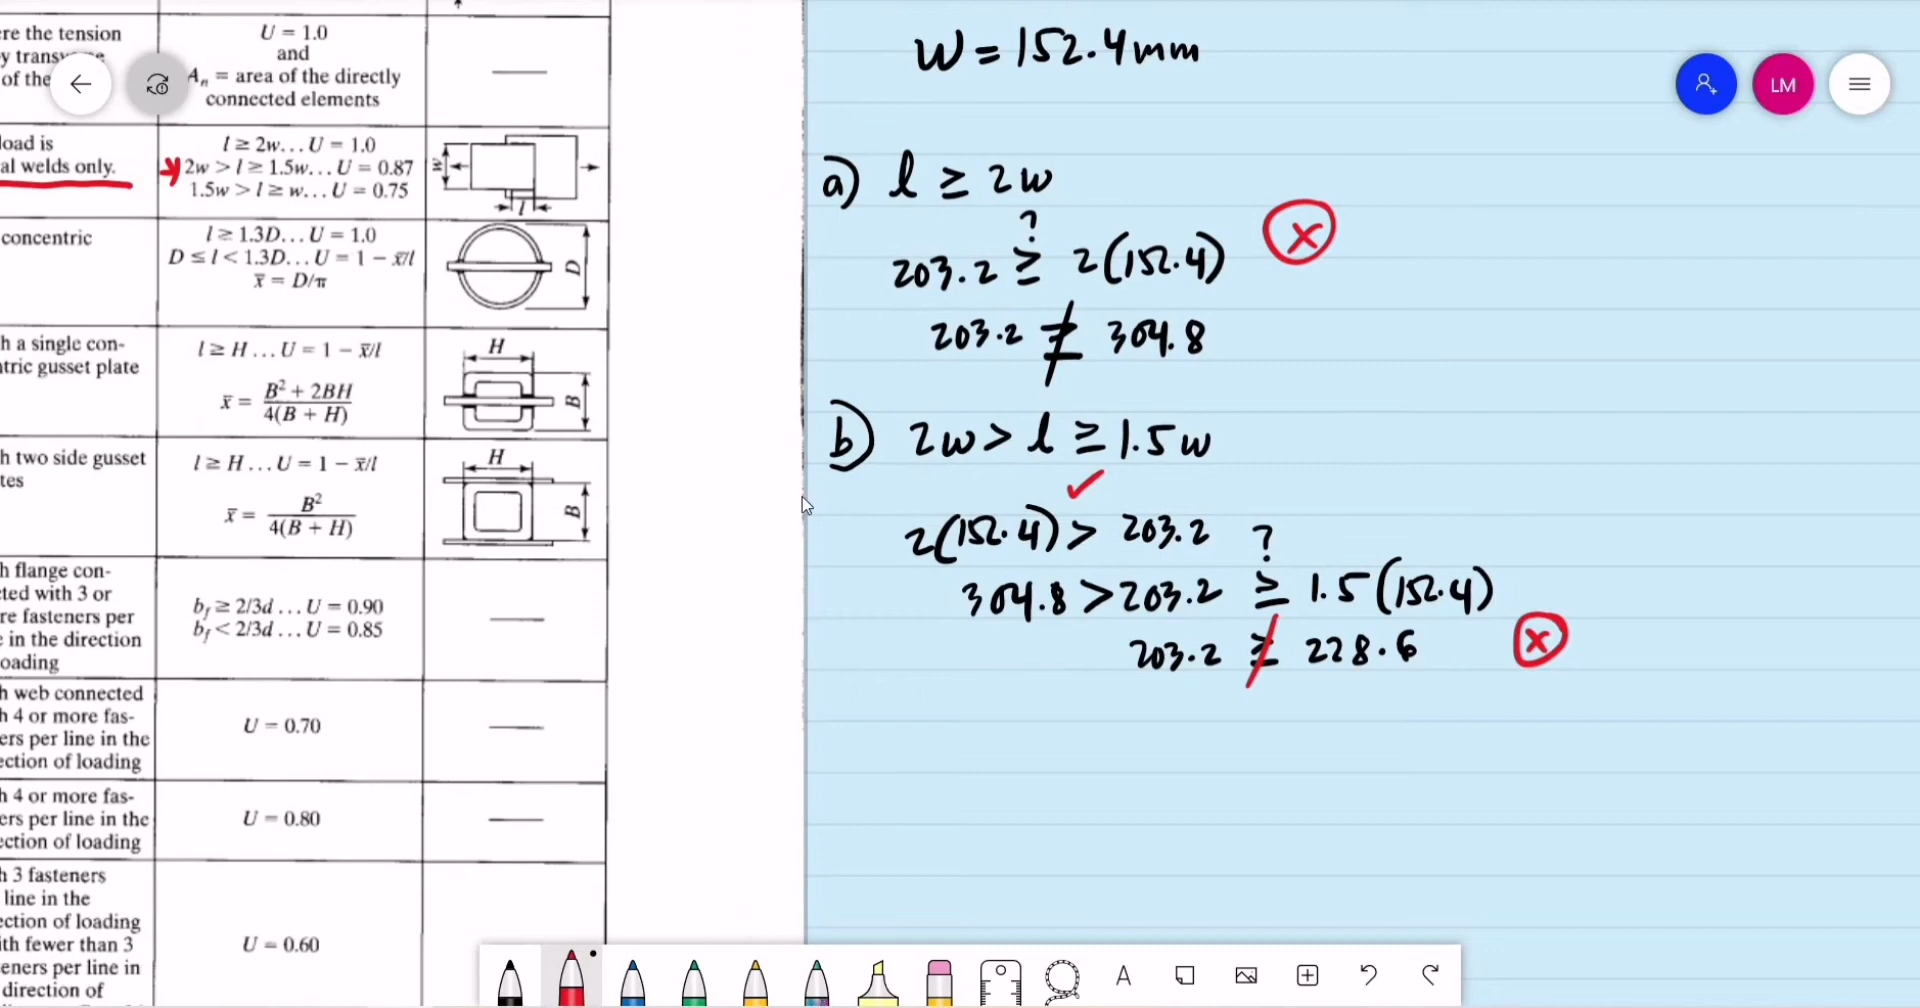 ere the tension
of the
U = 1.0
and
Aₙ = area of the directly
connected elements
load is
al welds only.
l ≥ 2w... U = 1.0
2w > l ≥ 1.5w... U = 0.87
1.5w > l ≥ w... U = 0.75
w
l
concentric
l ≥ 1.3D... U = 1.0
D ≤ l < 1.3D... U = 1 − x̄/l
x̄ = D/π
D
h a single con-
ntric gusset plate
l ≥ H... U = 1 − x̄/l
x̄ = B² + 2BH / 4(B + H)
H
B
h two side gusset
tes
l ≥ H... U = 1 − x̄/l
x̄ = B² / 4(B + H)
H
B
h flange con-
cted with 3 or
re fasteners per
e in the direction
oading
b_f ≥ 2/3d ... U = 0.90
b_f < 2/3d ... U = 0.85
h web connected
h 4 or more fas-
ers per line in the
ection of loading
U = 0.70
h 4 or more fas-
ers per line in the
ection of loading
U = 0.80
h 3 fasteners
line in the
ection of loading
ith fewer than 3
eners per line in
direction of
U = 0.60
W = 152.4mm
a) l ≥ 2w
?
203.2 ≥ 2(152.4) x
203.2 ≱ 304.8
b) 2w > l ≥ 1.5w
✓
2(152.4) > 203.2 ?
304.8 > 203.2 ≥ 1.5(152.4)
203.2 ≱ 228.6 x
LM
A